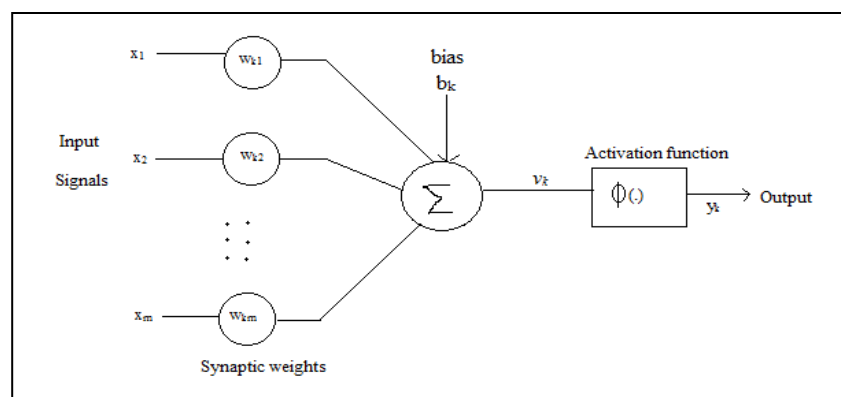 x1
wk1
bias
bk
Input
Signals
x2
wk2
Σ
vk
Activation function
Φ(.)
yk
Output
xm
wkm
Synaptic weights